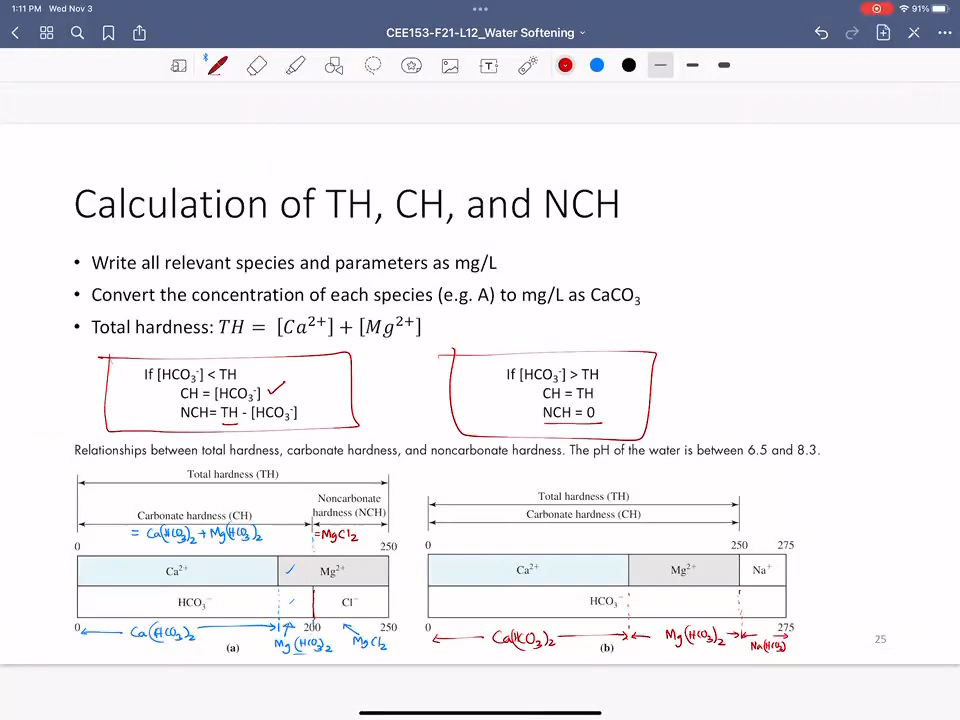 1:11 PM Wed Nov 3
91%
CEE153-F21-L12_Water Softening
Calculation of TH, CH, and NCH
• Write all relevant species and parameters as mg/L
• Convert the concentration of each species (e.g. A) to mg/L as CaCO₃
• Total hardness: TH = [Ca²⁺] + [Mg²⁺]
If [HCO₃⁻] < TH
CH = [HCO₃⁻] ✓
NCH= TH - [HCO₃⁻]
If [HCO₃⁻] > TH
CH = TH
NCH = 0
Relationships between total hardness, carbonate hardness, and noncarbonate hardness. The pH of the water is between 6.5 and 8.3.
Total hardness (TH)
Carbonate hardness (CH)
Noncarbonate
hardness (NCH)
= Ca(HCO₃)₂ + Mg(HCO₃)₂
=MgCl₂
0 250
Ca²⁺ ✓ Mg²⁺
HCO₃⁻ Cl⁻
0 200 250
Ca(HCO₃)₂
Mg(HCO₃)₂
MgCl₂
(a)
Total hardness (TH)
Carbonate hardness (CH)
0 250 275
Ca²⁺ Mg²⁺ Na⁺
HCO₃⁻
0 275
Ca(HCO₃)₂ Mg(HCO₃)₂ Na(HCO₃)
(b)
25